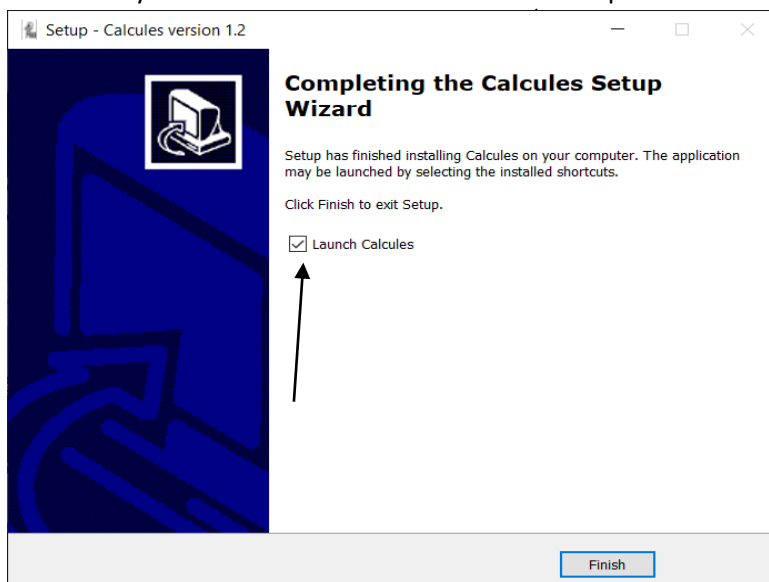 Setup - Calcules version 1.2
Completing the Calcules Setup
Wizard
Setup has finished installing Calcules on your computer. The application
may be launched by selecting the installed shortcuts.
Click Finish to exit Setup.
Launch Calcules
Finish